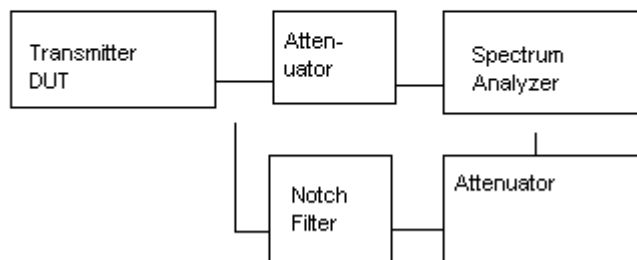 Transmitter
DUT
Atten-
uator
Spectrum
Analyzer
Notch
Filter
Attenuator